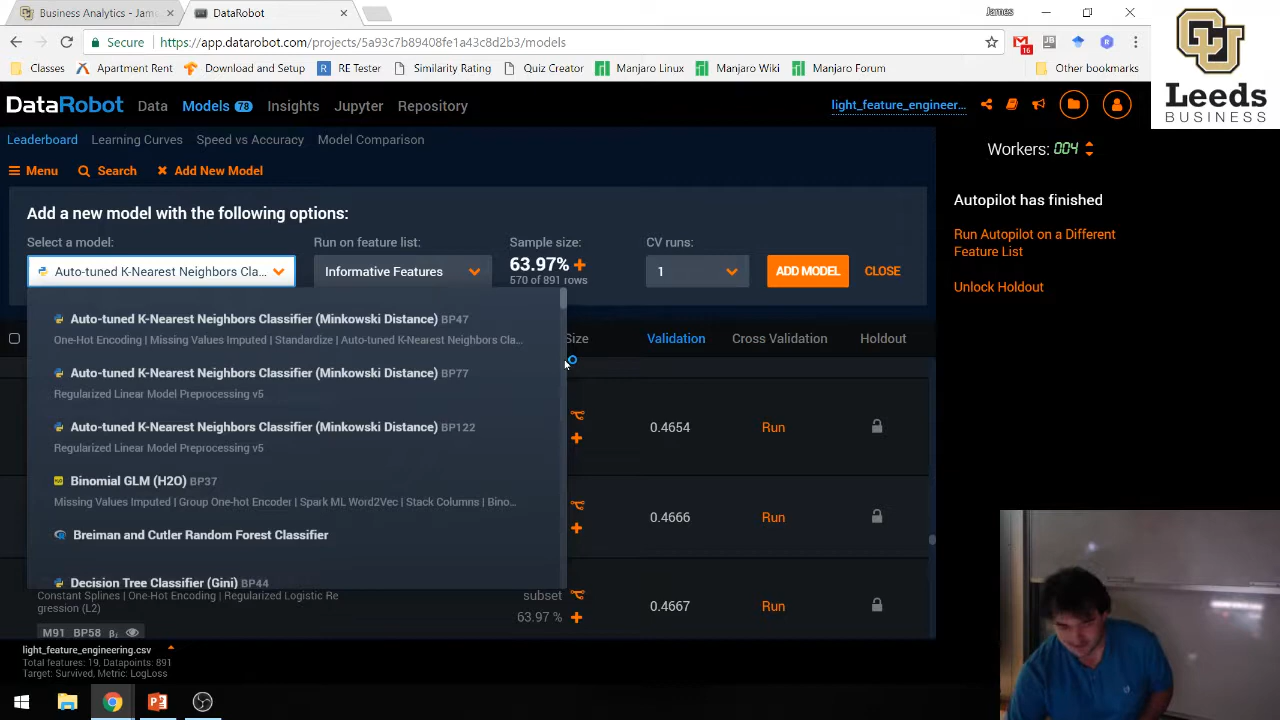 Business Analytics - Jame
DataRobot
James
Secure
https://app.datarobot.com/projects/5a93c7b89408fe1a43c8d2b3/models
16
Classes
Apartment Rent
Download and Setup
RE Tester
Similarity Rating
Quiz Creator
Manjaro Linux
Manjaro Wiki
Manjaro Forum
Other bookmarks
CU
Leeds
BUSINESS
DataRobot
Data
Models 78
Insights
Jupyter
Repository
light_feature_engineer...
Leaderboard
Learning Curves
Speed vs Accuracy
Model Comparison
Workers: 004
Menu
Search
Add New Model
Autopilot has finished
Run Autopilot on a Different
Feature List
Unlock Holdout
Add a new model with the following options:
Select a model:
Run on feature list:
Sample size:
CV runs:
Auto-tuned K-Nearest Neighbors Cla...
Informative Features
63.97%
570 of 891 rows
1
ADD MODEL
CLOSE
Auto-tuned K-Nearest Neighbors Classifier (Minkowski Distance) BP47
One-Hot Encoding | Missing Values Imputed | Standardize | Auto-tuned K-Nearest Neighbors Cla...
Auto-tuned K-Nearest Neighbors Classifier (Minkowski Distance) BP77
Regularized Linear Model Preprocessing v5
Auto-tuned K-Nearest Neighbors Classifier (Minkowski Distance) BP122
Regularized Linear Model Preprocessing v5
Binomial GLM (H2O) BP37
Missing Values Imputed | Group One-hot Encoder | Spark ML Word2Vec | Stack Columns | Bino...
Breiman and Cutler Random Forest Classifier
Decision Tree Classifier (Gini) BP44
Size
Validation
Cross Validation
Holdout
0.4654
Run
0.4666
Run
Constant Splines | One-Hot Encoding | Regularized Logistic Re
gression (L2)
subset
63.97 %
0.4667
Run
M91 BP58 βi
light_feature_engineering.csv
Total features: 19, Datapoints: 891
Target: Survived, Metric: LogLoss